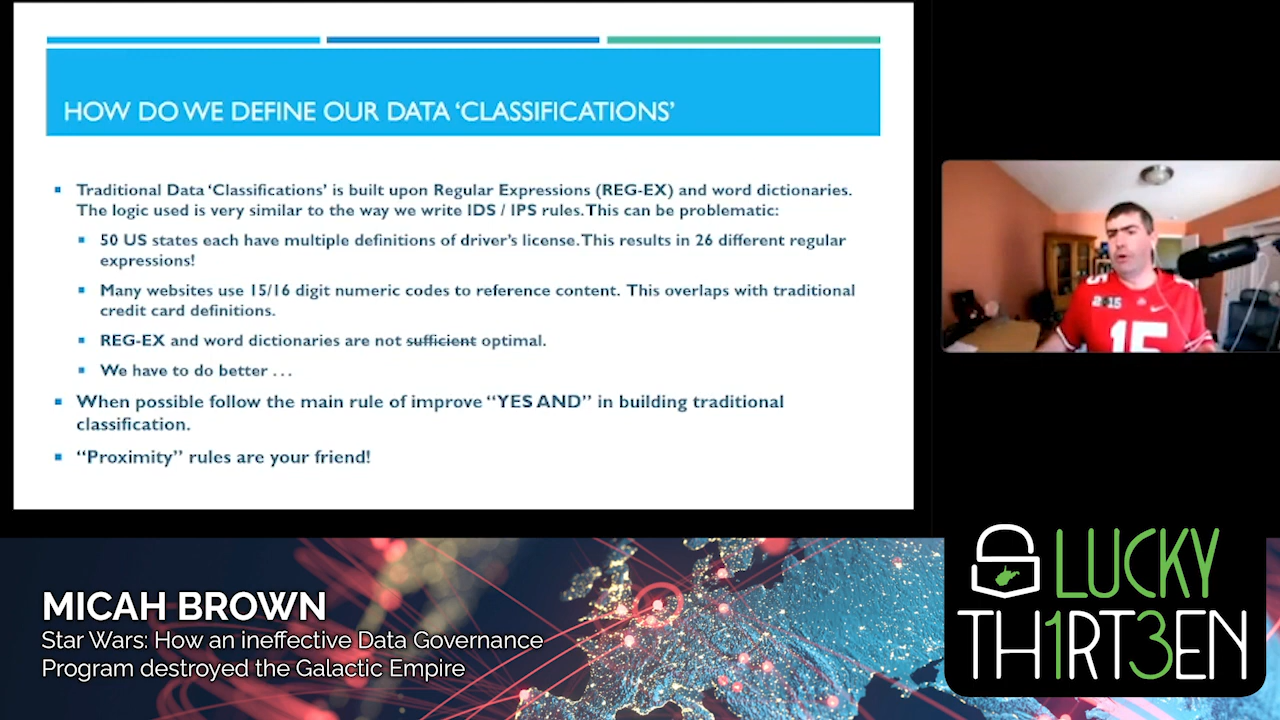 HOW DO WE DEFINE OUR DATA ‘CLASSIFICATIONS’
Traditional Data ‘Classifications’ is built upon Regular Expressions (REG-EX) and word dictionaries.
The logic used is very similar to the way we write IDS / IPS rules. This can be problematic:
50 US states each have multiple definitions of driver’s license. This results in 26 different regular
expressions!
Many websites use 15/16 digit numeric codes to reference content. This overlaps with traditional
credit card definitions.
REG-EX and word dictionaries are not sufficient optimal.
We have to do better . . .
When possible follow the main rule of improve “YES AND” in building traditional
classification.
“Proximity” rules are your friend!
2015
15
MICAH BROWN
Star Wars: How an ineffective Data Governance
Program destroyed the Galactic Empire
LUCKY
TH1RT3EN